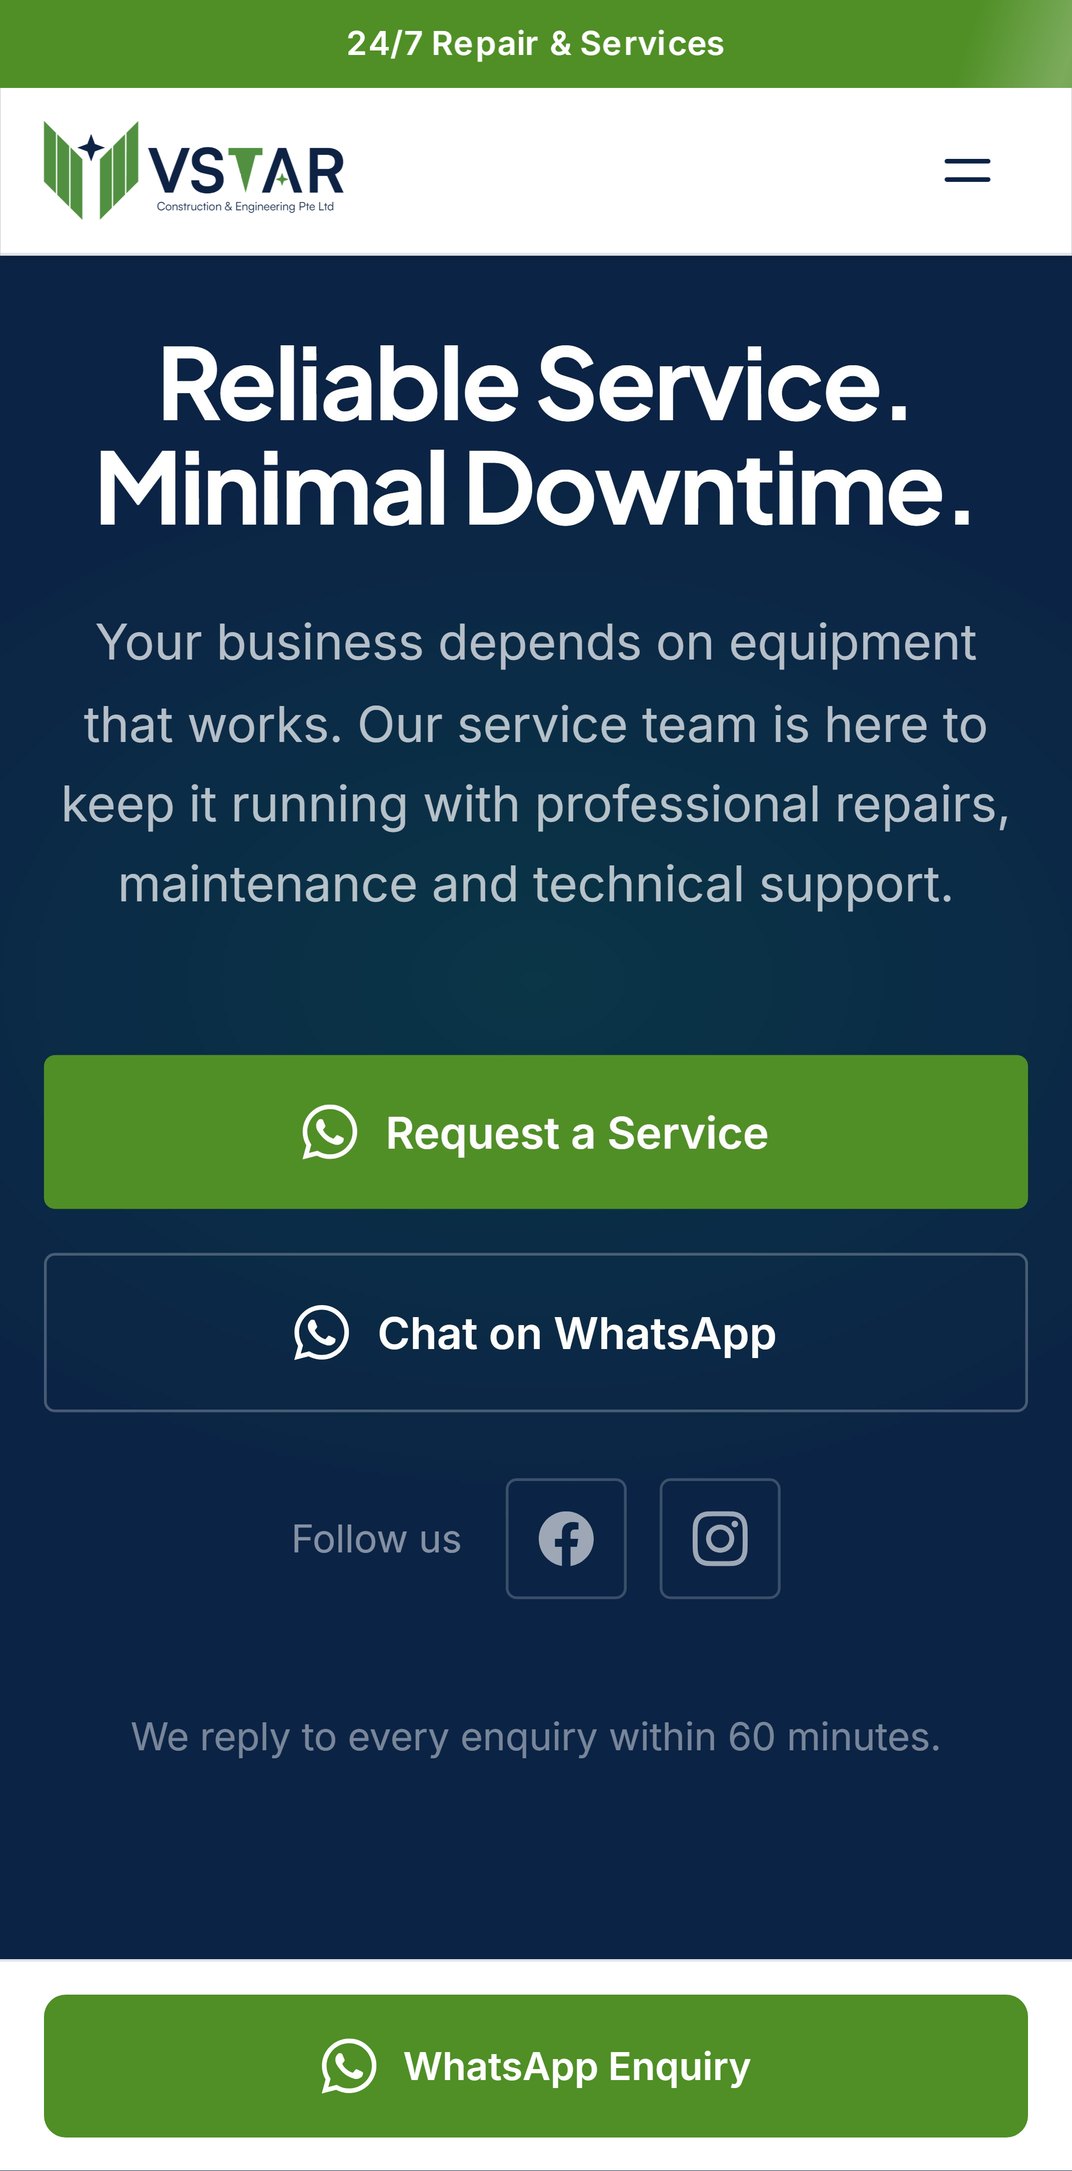 24/7 Repair & Services
VSTAR
Construction & Engineering Pte Ltd
Reliable Service.
Minimal Downtime.
Your business depends on equipment
that works. Our service team is here to
keep it running with professional repairs,
maintenance and technical support.
Request a Service
Chat on WhatsApp
Follow us
We reply to every enquiry within 60 minutes.
WhatsApp Enquiry